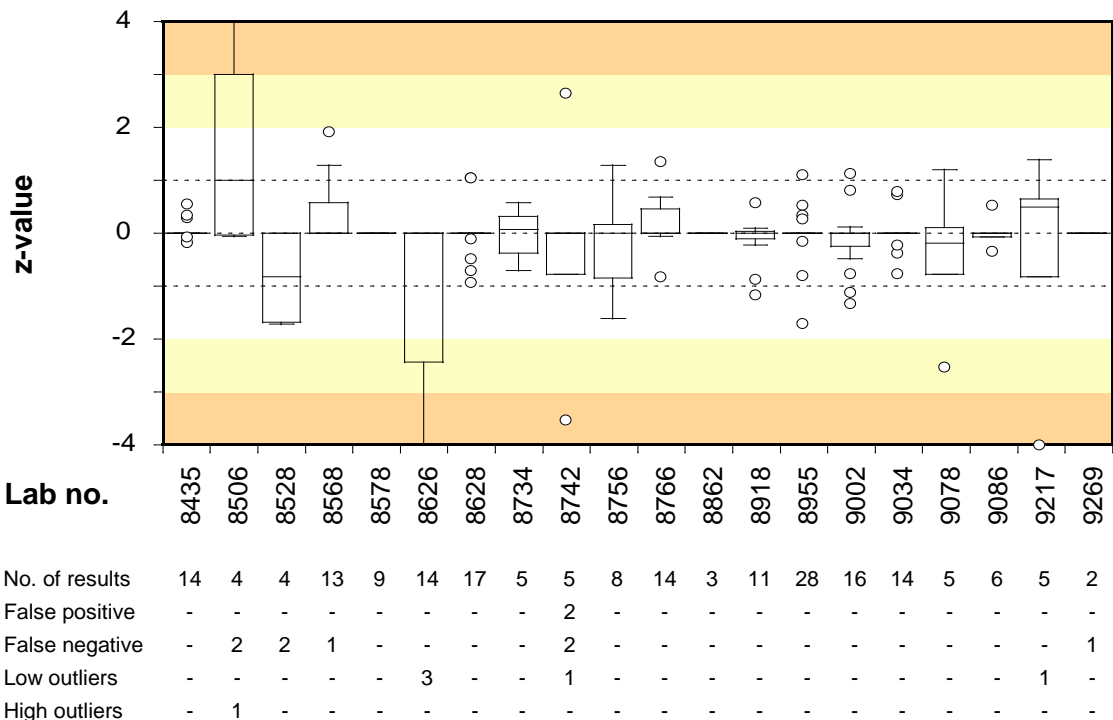 4
2
0
-2
-4
z-value
Lab no. 8435 8506 8528 8568 8578 8626 8628 8734 8742 8756 8766 8862 8918 8955 9002 9034 9078 9086 9217 9269
No. of results 14 4 4 13 9 14 17 5 5 8 14 3 11 28 16 14 5 6 5 2
False positive - - - - - - - - 2 - - - - - - - - - - -
False negative - 2 2 1 - - - - 2 - - - - - - - - - - 1
Low outliers - - - - - 3 - - 1 - - - - - - - - - 1 -
High outliers - 1 - - - - - - - - - - - - - - - - - -